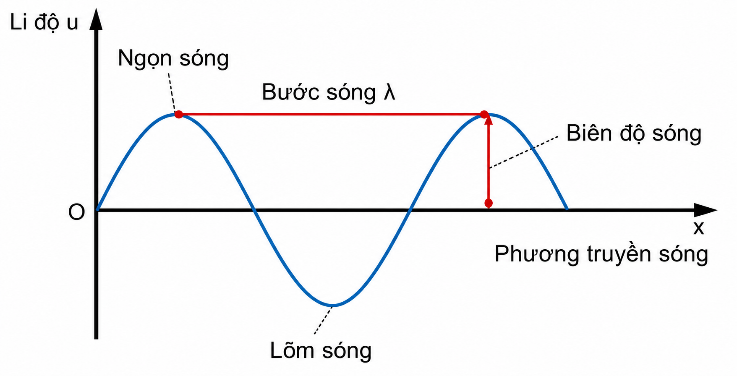 Li độ u
Ngọn sóng
Bước sóng λ
Biên độ sóng
O
x
Phương truyền sóng
Lõm sóng